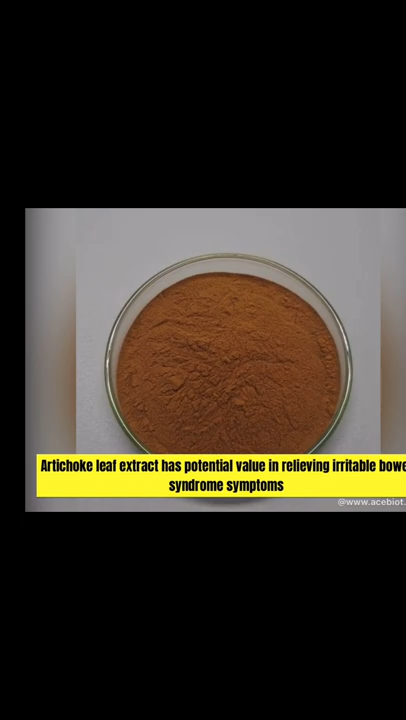 Artichoke leaf extract has potential value in relieving irritable bowe
syndrome symptoms
@www.acebiot.